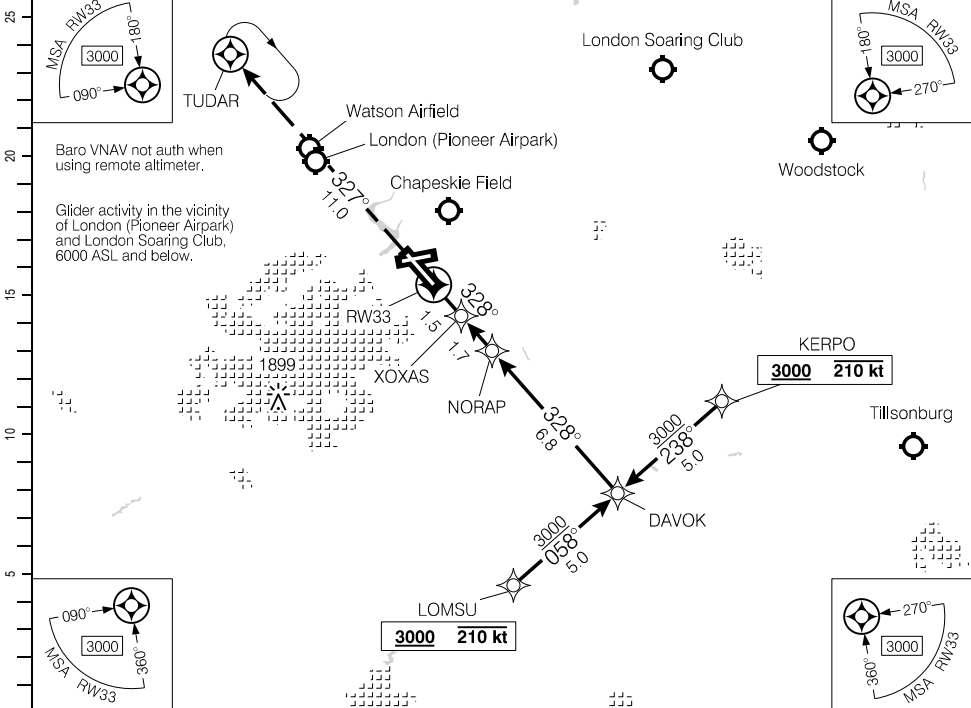 25
MSA RW33
180°
3000
090°
TUDAR
London Soaring Club
MSA RW33
180°
3000
270°
Watson Airfield
London (Pioneer Airpark)
Baro VNAV not auth when
using remote altimeter.
20
Woodstock
Chapeskie Field
327°
11.0
Glider activity in the vicinity
of London (Pioneer Airpark)
and London Soaring Club,
6000 ASL and below.
15
RW33
328°
1.5
1.7
KERPO
3000 210 kt
1899
XOXAS
NORAP
10
328°
6.8
3000
238°
5.0
Tillsonburg
DAVOK
3000
058°
5.0
5
LOMSU
3000 210 kt
090°
3000
360°
MSA RW33
270°
3000
360°
MSA RW33